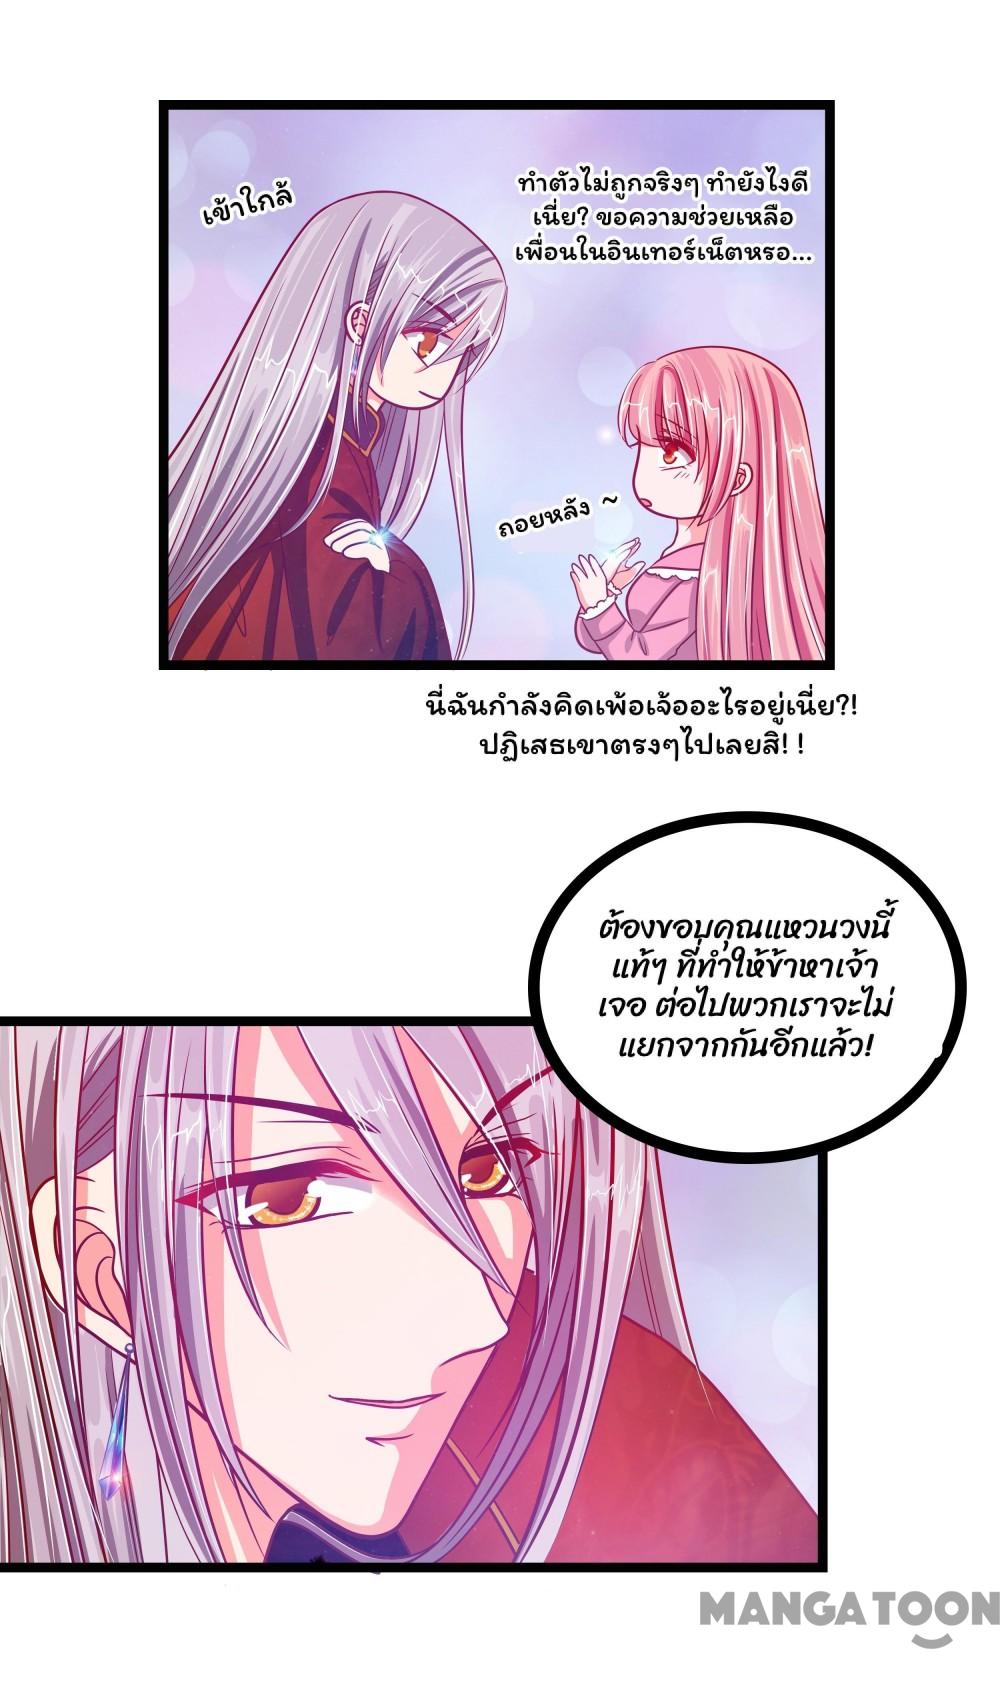 เข้าใกล้
ทำตัวไม่ถูกจริงๆ ทำยังไงดี
เนี่ย? ขอความช่วยเหลือ
เพื่อนในอินเทอร์เน็ตหรอ...
ถอยหลัง ~
นี่ฉันกำลังคิดเพ้อเจ้ออะไรอยู่เนี่ย?!
ปฏิเสธเขาตรงๆไปเลยสิ! !
ต้องขอบคุณแหวนวงนี้
แท้ๆ ที่ทำให้ข้าหาเจ้า
เจอ ต่อไปพวกเราจะไม่
แยกจากกันอีกแล้ว!
MANGATOON